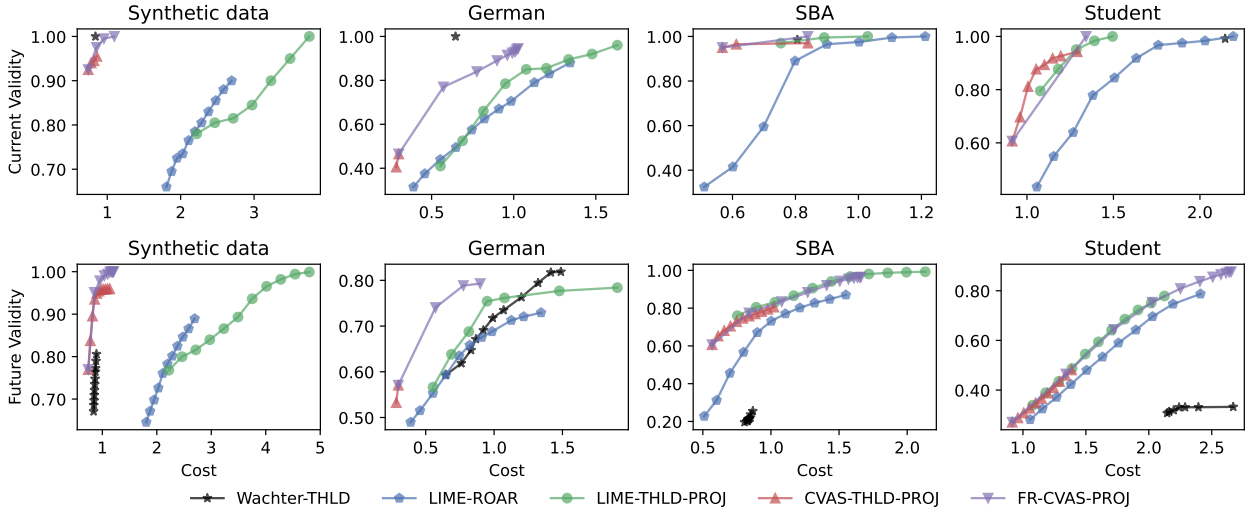 Synthetic data German SBA Student
Current Validity
1.00 0.90 0.80 0.70
1 2 3
1.00 0.80 0.60 0.40
0.5 1.0 1.5
1.00 0.80 0.60 0.40
0.6 0.8 1.0 1.2
1.00 0.80 0.60
1.0 1.5 2.0
Synthetic data German SBA Student
Future Validity
1.00 0.90 0.80 0.70
1 2 3 4 5
0.80 0.70 0.60 0.50
0.5 1.0 1.5
1.00 0.80 0.60 0.40 0.20
0.5 1.0 1.5 2.0
0.80 0.60 0.40
1.0 1.5 2.0 2.5
Cost Cost Cost Cost
Wachter-THLD LIME-ROAR LIME-THLD-PROJ CVAS-THLD-PROJ FR-CVAS-PROJ